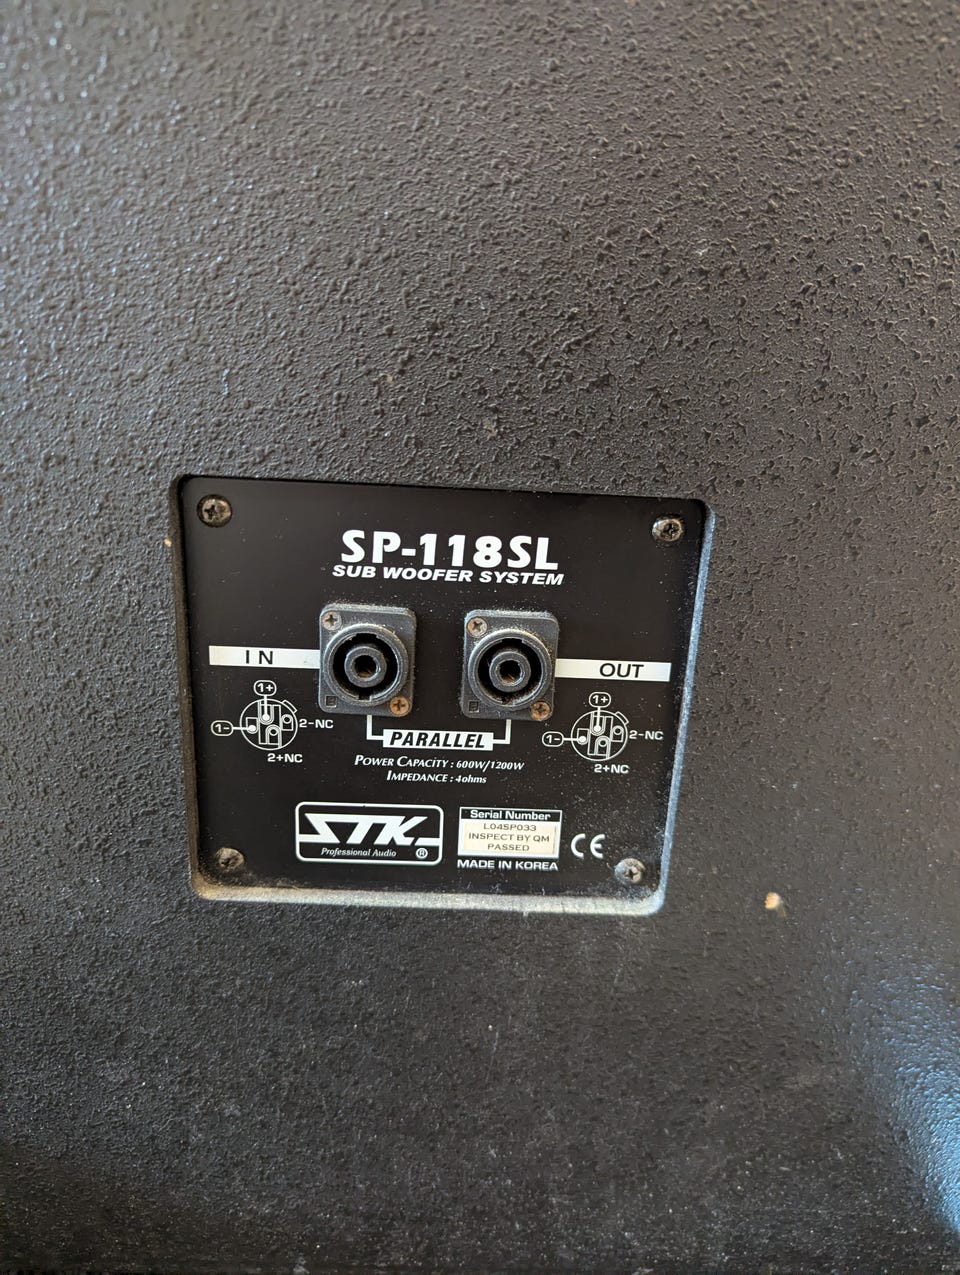 SP-118SL
SUB WOOFER SYSTEM
IN
OUT
1+
1-
2-NC
2+NC
1+
1-
2-NC
2+NC
PARALLEL
POWER CAPACITY : 600W/1200W
IMPEDANCE : 4ohms
STK.
Professional Audio ®
Serial Number
L04SP033
INSPECT BY QM
PASSED
MADE IN KOREA
CE